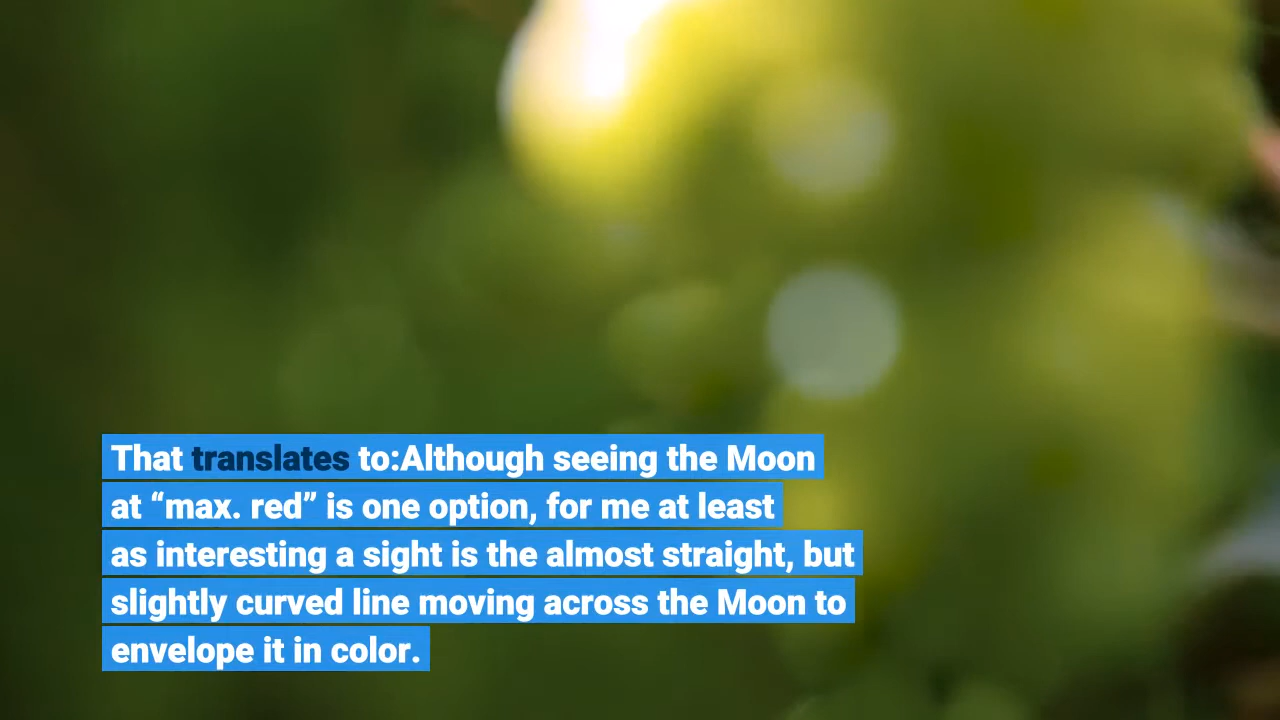 That translates to:Although seeing the Moon
at “max. red” is one option, for me at least
as interesting a sight is the almost straight, but
slightly curved line moving across the Moon to
envelope it in color.